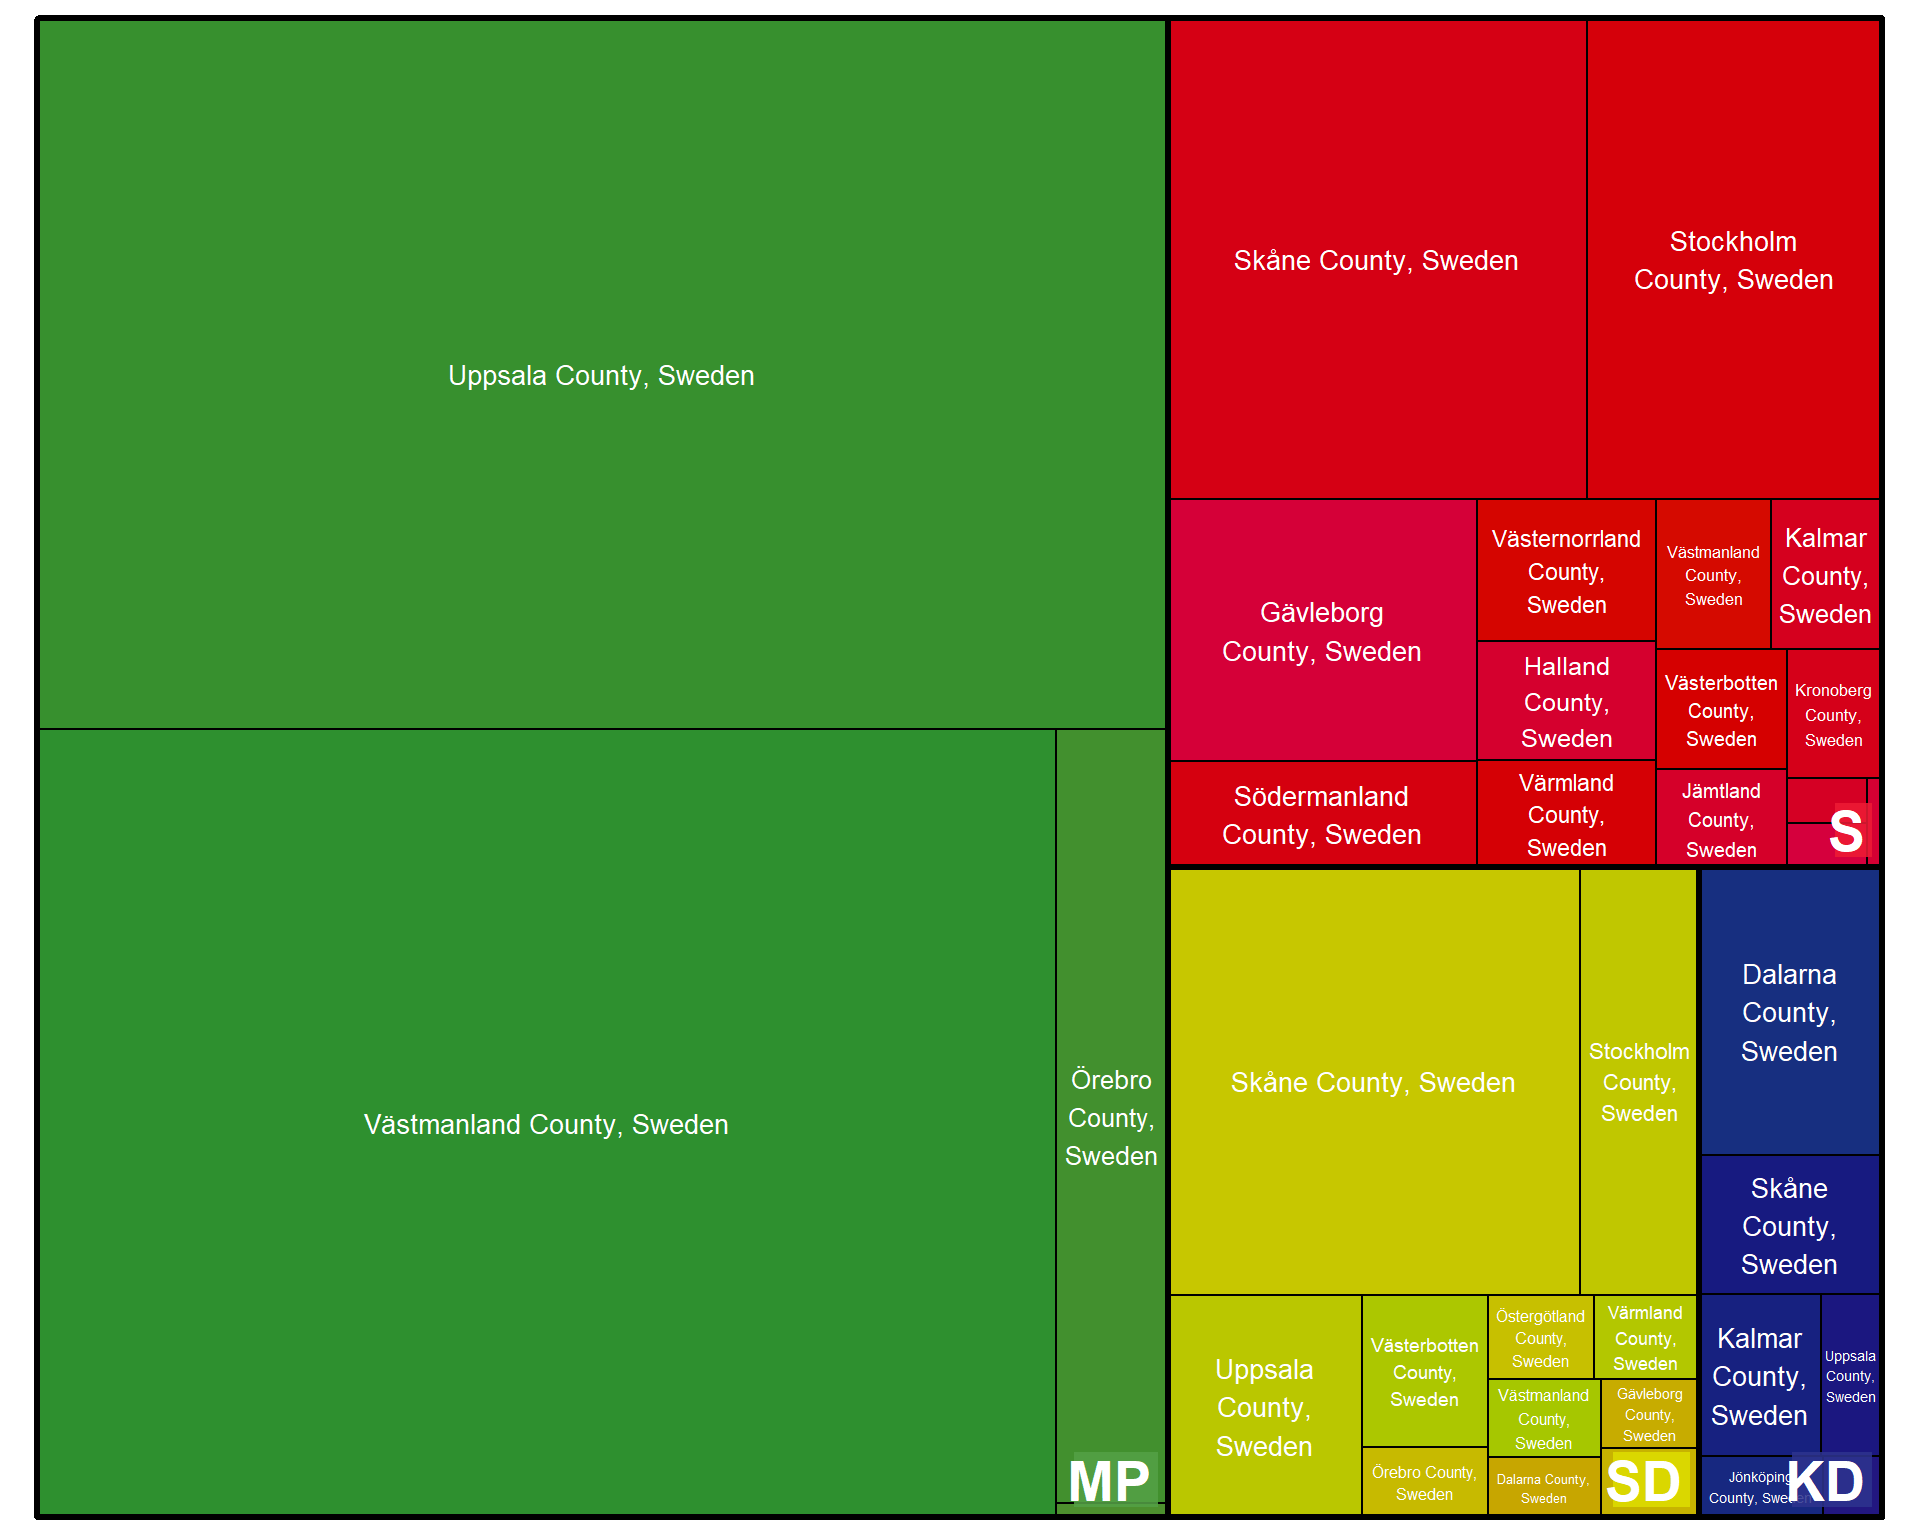 Uppsala County, Sweden
Västmanland County, Sweden
Örebro
County,
Sweden
MP
Skåne County, Sweden
Stockholm
County, Sweden
Gävleborg
County, Sweden
Södermanland
County, Sweden
Västernorrland
County,
Sweden
Halland
County,
Sweden
Värmland
County,
Sweden
Västmanland
County,
Sweden
Kalmar
County,
Sweden
Västerbotten
County,
Sweden
Kronoberg
County,
Sweden
Jämtland
County,
Sweden
S
Skåne County, Sweden
Stockholm
County,
Sweden
Uppsala
County,
Sweden
Västerbotten
County,
Sweden
Örebro County,
Sweden
Östergötland
County,
Sweden
Värmland
County,
Sweden
Västmanland
County,
Sweden
Gävleborg
County,
Sweden
Dalarna County,
Sweden
SD
Dalarna
County,
Sweden
Skåne
County,
Sweden
Kalmar
County,
Sweden
Uppsala
County,
Sweden
Jönköping
County, Sweden
KD